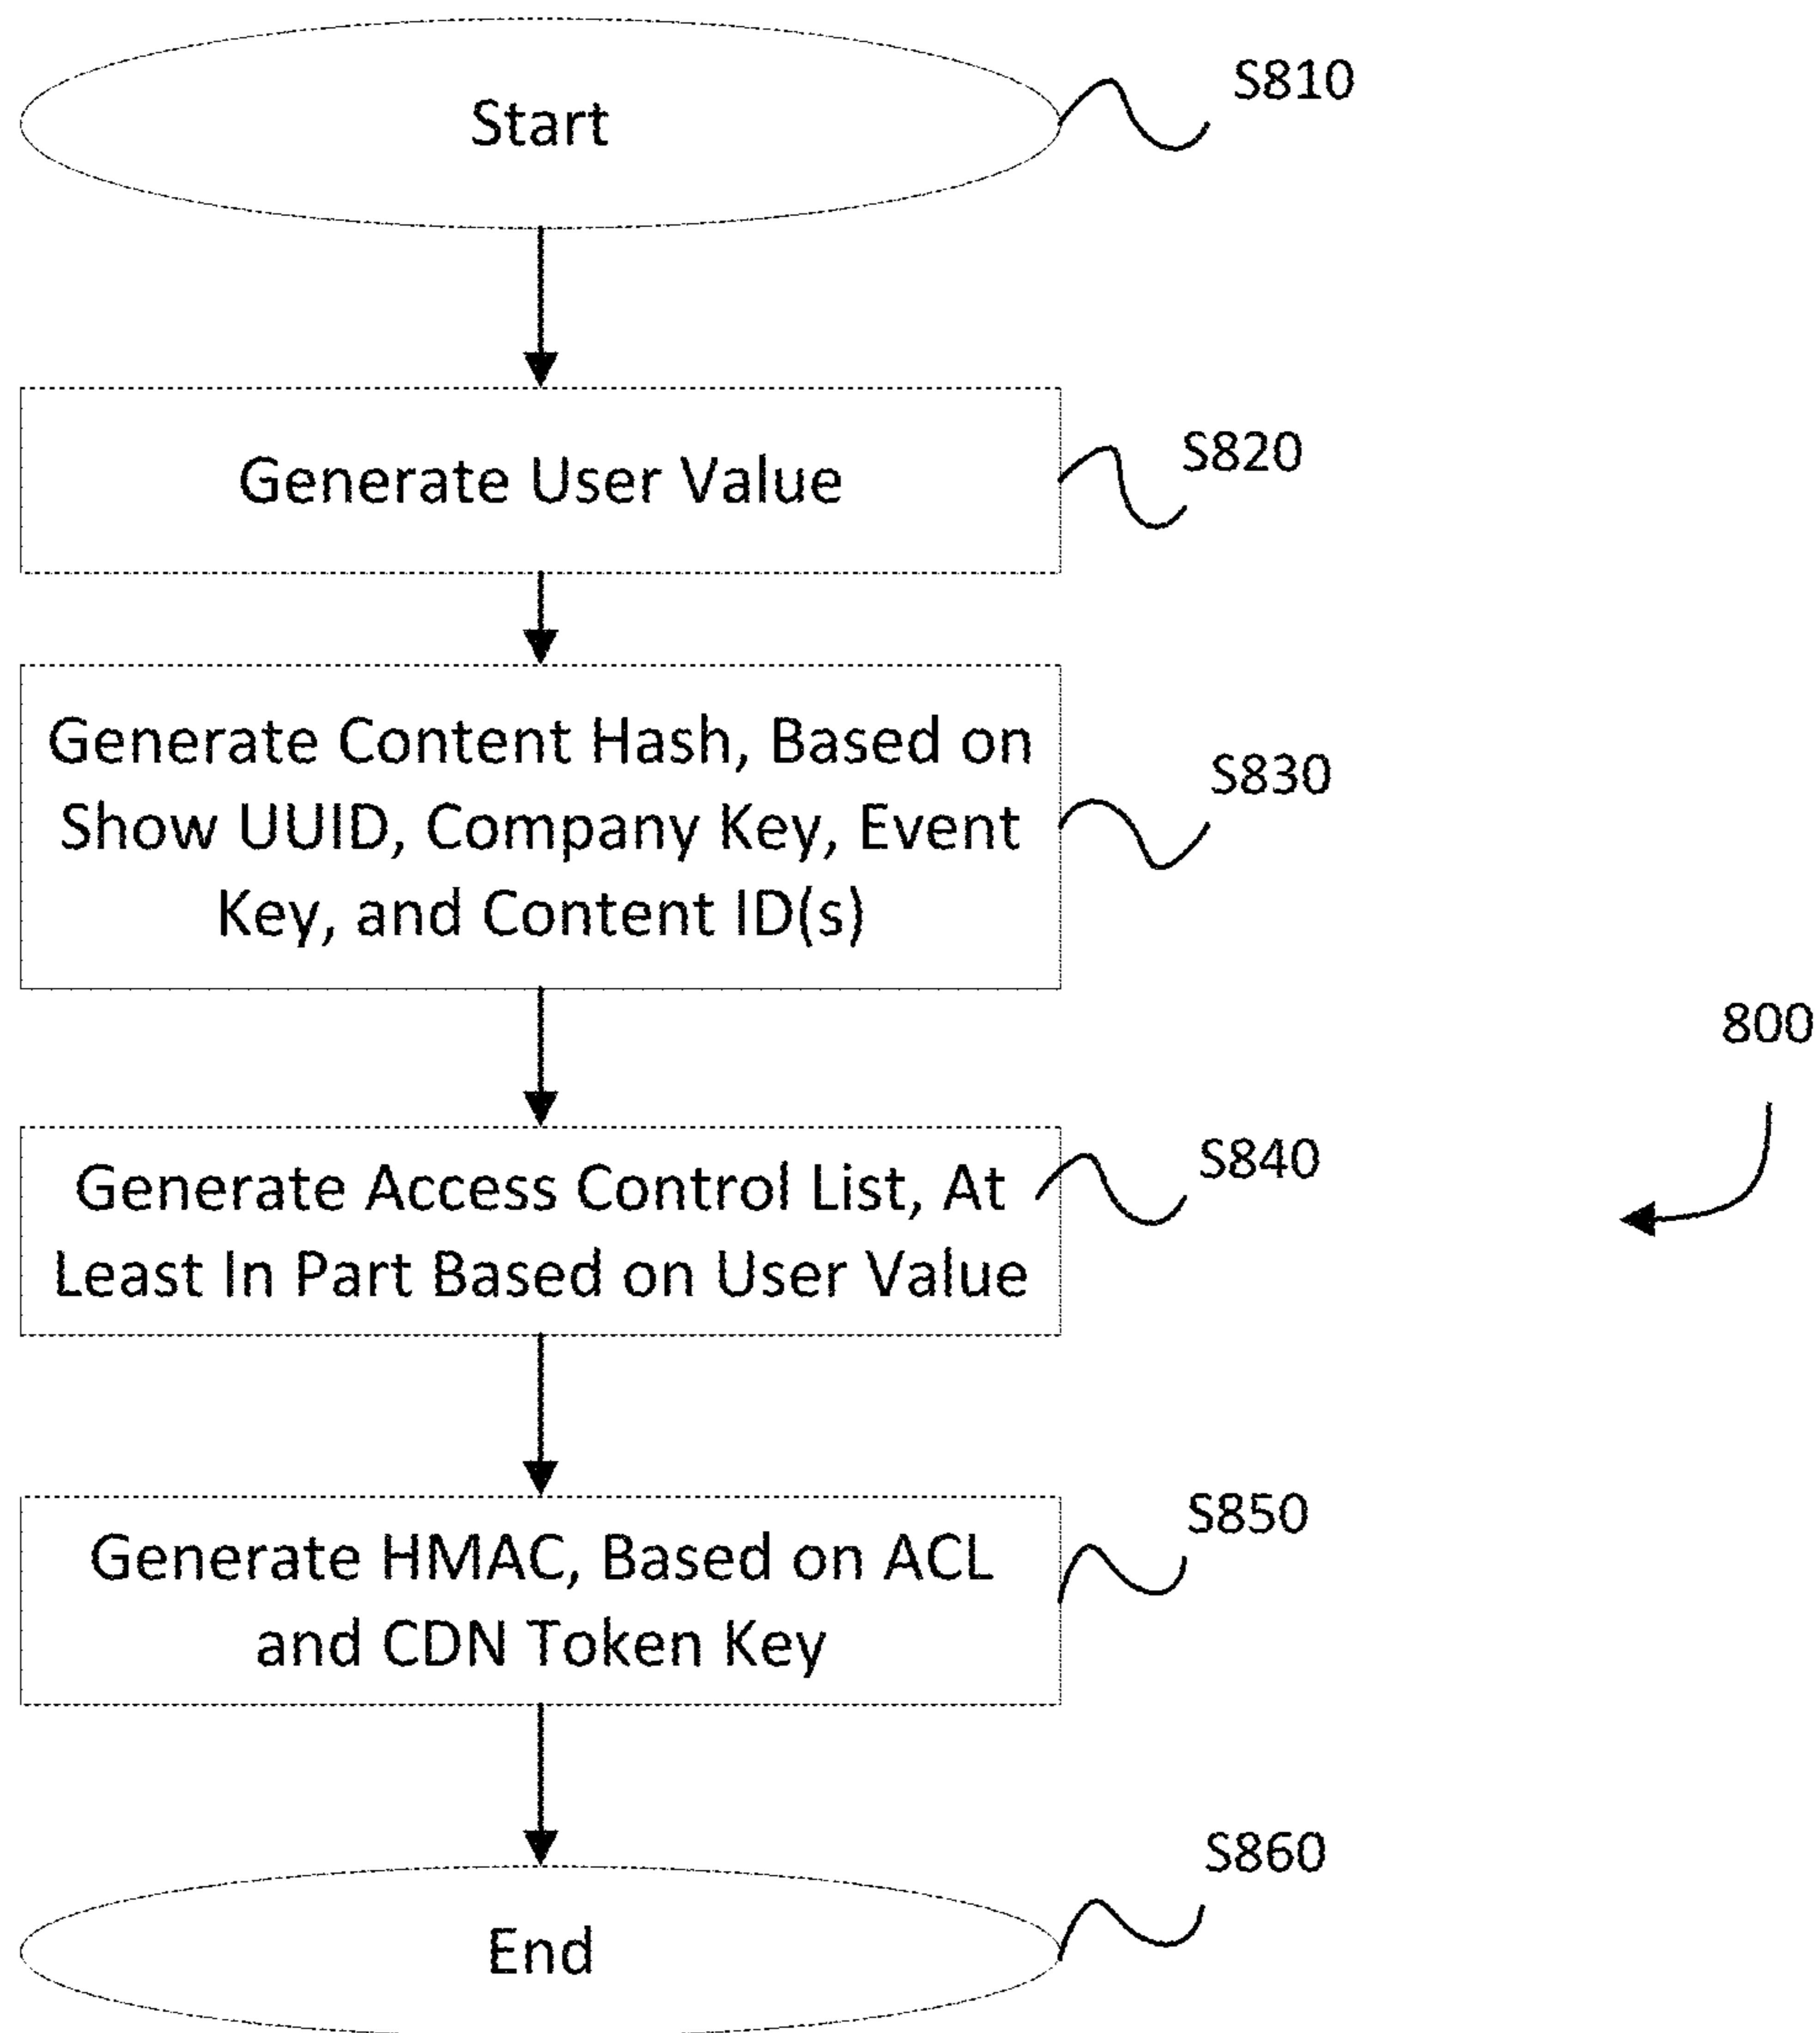 Start
S810
Generate User Value
S820
Generate Content Hash, Based on
Show UUID, Company Key, Event
Key, and Content ID(s)
S830
800
Generate Access Control List, At
Least In Part Based on User Value
S840
Generate HMAC, Based on ACL
and CDN Token Key
S850
End
S860